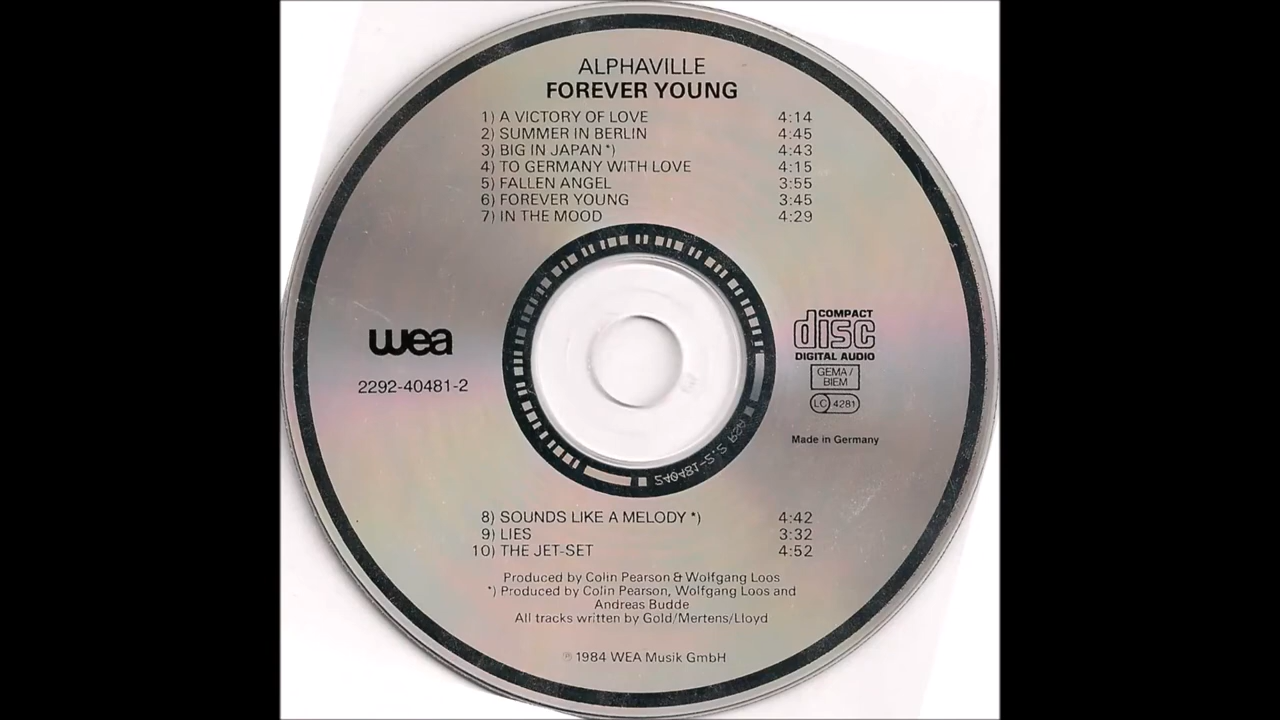 ALPHAVILLE
FOREVER YOUNG
1) A VICTORY OF LOVE 4:14
2) SUMMER IN BERLIN 4:45
3) BIG IN JAPAN *) 4:43
4) TO GERMANY WITH LOVE 4:15
5) FALLEN ANGEL 3:55
6) FOREVER YOUNG 3:45
7) IN THE MOOD 4:29
wea
2292-40481-2
COMPACT
disc
DIGITAL AUDIO
GEMA/
BIEM
LC 4281
Made in Germany
240481-2.2 RSA
8) SOUNDS LIKE A MELODY *) 4:42
9) LIES 3:32
10) THE JET-SET 4:52
Produced by Colin Pearson & Wolfgang Loos
*) Produced by Colin Pearson, Wolfgang Loos and
Andreas Budde
All tracks written by Gold/Mertens/Lloyd
℗ 1984 WEA Musik GmbH